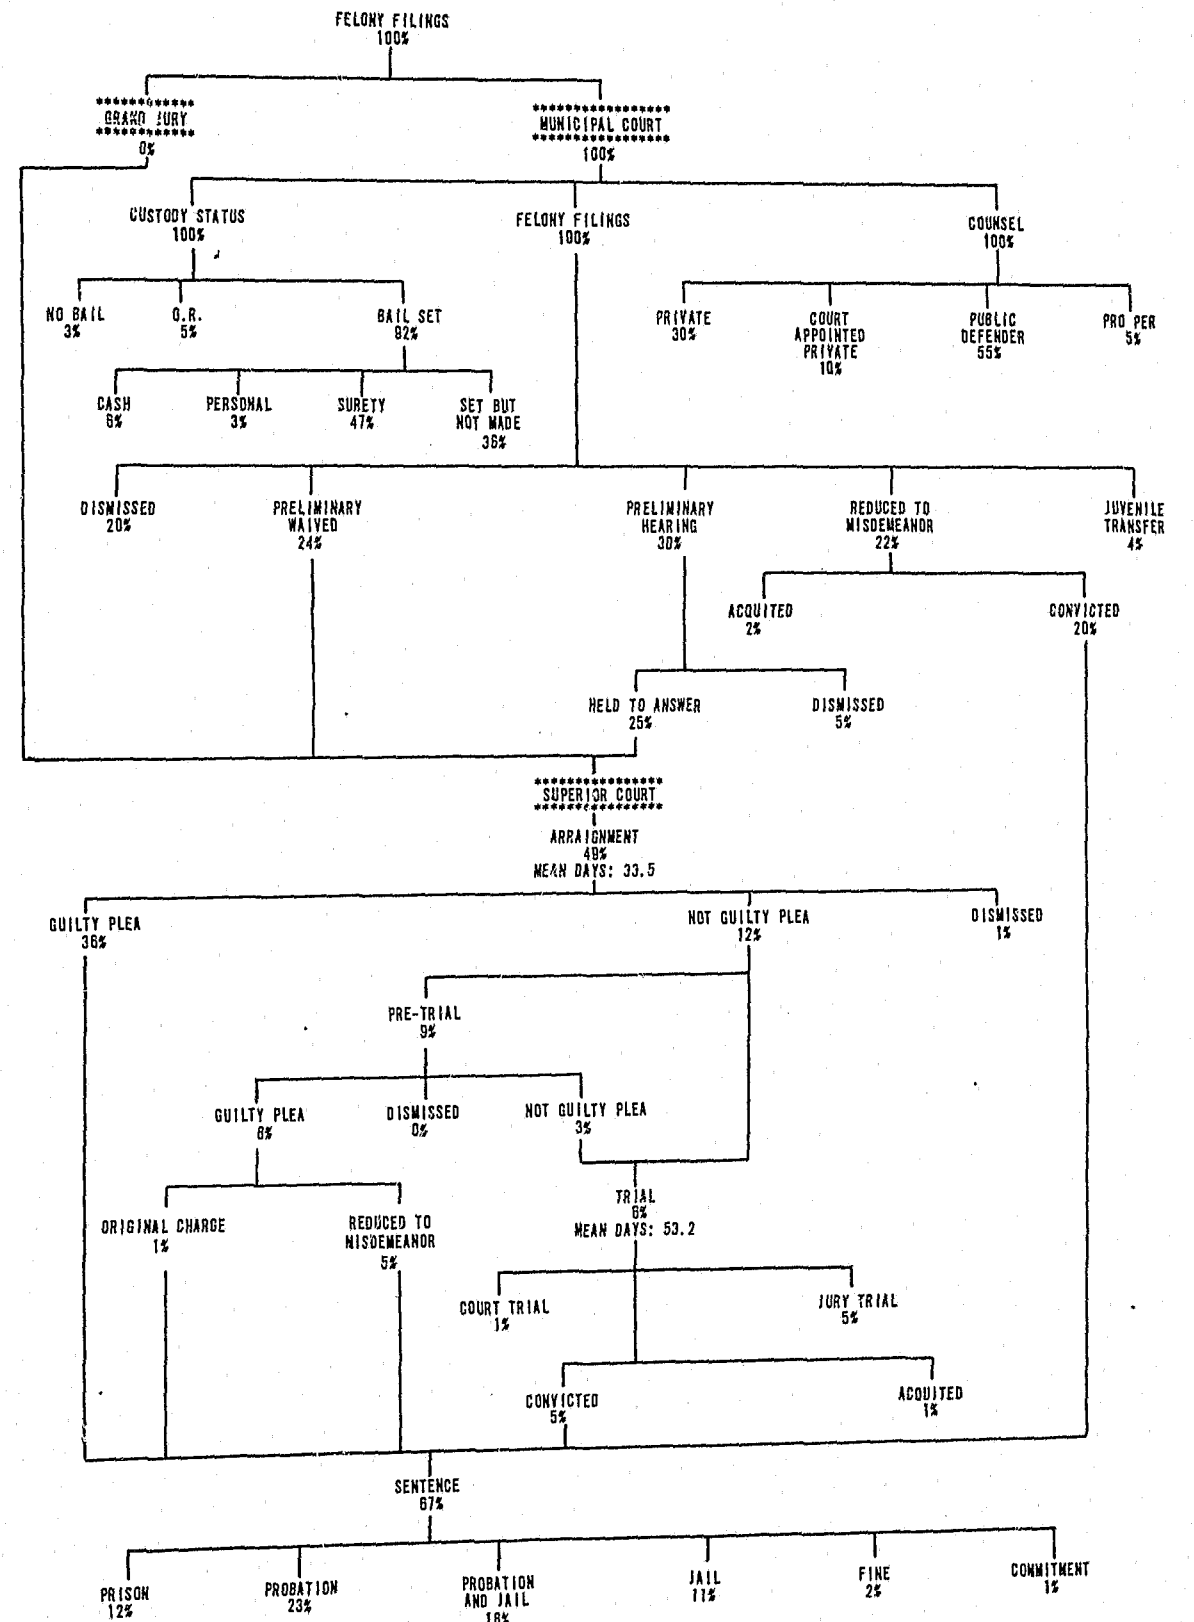 FELONY FILINGS
100%
************
GRAND JURY
************
0%
*****************
MUNICIPAL COURT
*****************
100%
CUSTODY STATUS
100%
FELONY FILINGS
100%
COUNSEL
100%
NO BAIL
3%
O.R.
5%
BAIL SET
92%
PRIVATE
30%
COURT
APPOINTED
PRIVATE
10%
PUBLIC
DEFENDER
55%
PRO PER
5%
CASH
6%
PERSONAL
3%
SURETY
47%
SET BUT
NOT MADE
36%
DISMISSED
20%
PRELIMINARY
WAIVED
24%
PRELIMINARY
HEARING
30%
REDUCED TO
MISDEMEANOR
22%
JUVENILE
TRANSFER
4%
ACQUITED
2%
CONVICTED
20%
HELD TO ANSWER
25%
DISMISSED
5%
****************
SUPERIOR COURT
****************
ARRAIGNMENT
49%
MEAN DAYS: 33.5
GUILTY PLEA
36%
NOT GUILTY PLEA
12%
DISMISSED
1%
PRE-TRIAL
9%
GUILTY PLEA
6%
DISMISSED
0%
NOT GUILTY PLEA
3%
TRIAL
6%
MEAN DAYS: 53.2
ORIGINAL CHARGE
1%
REDUCED TO
MISDEMEANOR
5%
COURT TRIAL
1%
JURY TRIAL
5%
CONVICTED
5%
ACQUITED
1%
SENTENCE
67%
PRISON
12%
PROBATION
23%
PROBATION
AND JAIL
18%
JAIL
11%
FINE
2%
COMMITMENT
1%